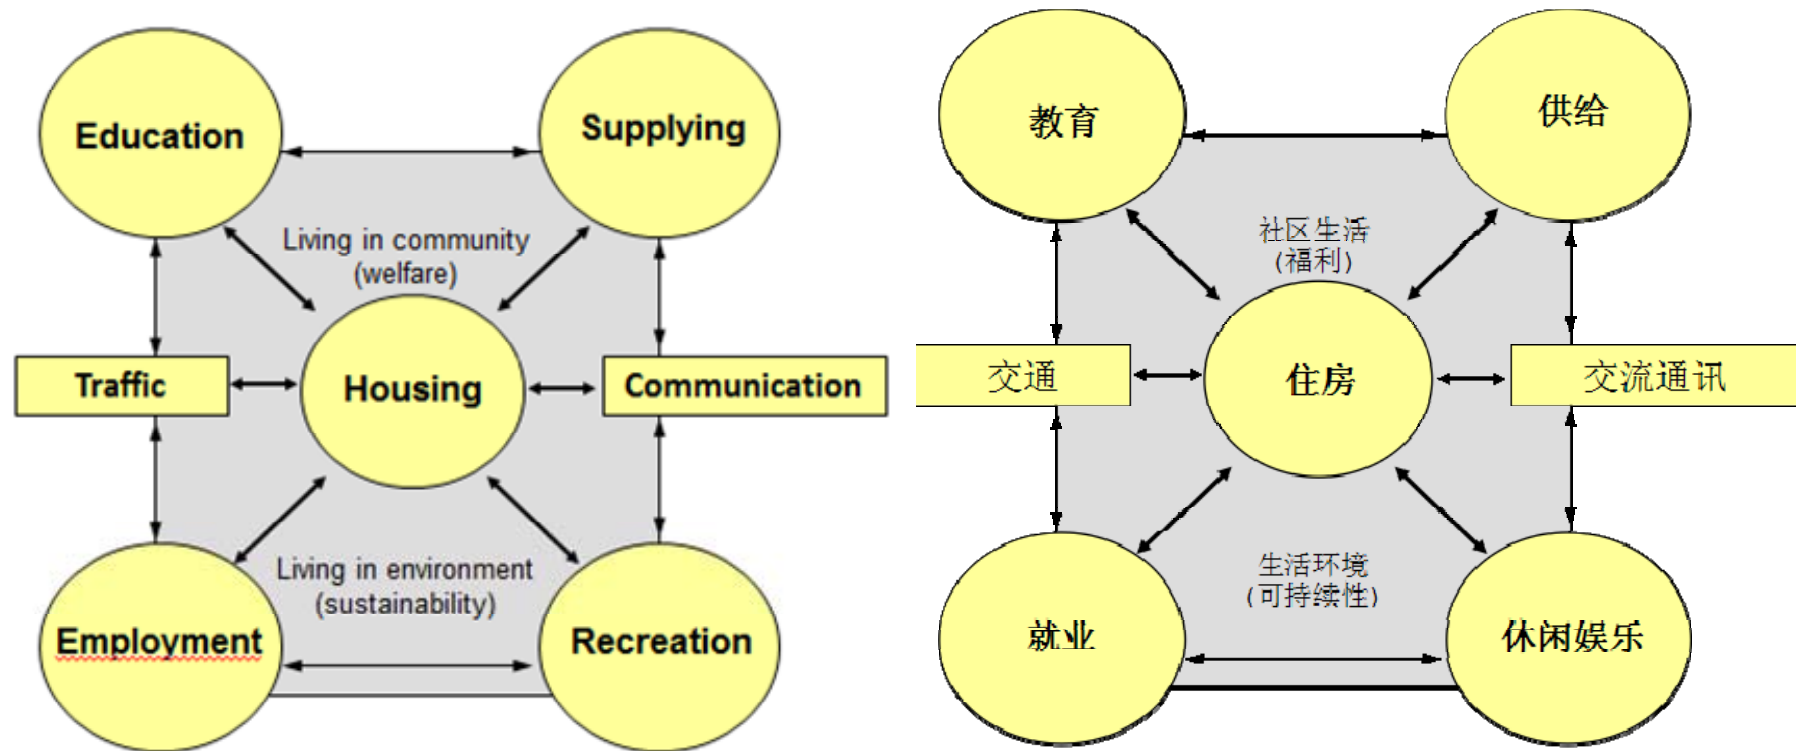 Education
Supplying
Living in community
(welfare)
Traffic
Housing
Communication
Living in environment
(sustainability)
Employment
Recreation
教育
供给
社区生活
(福利)
交通
住房
交流通讯
生活环境
(可持续性)
就业
休闲娱乐